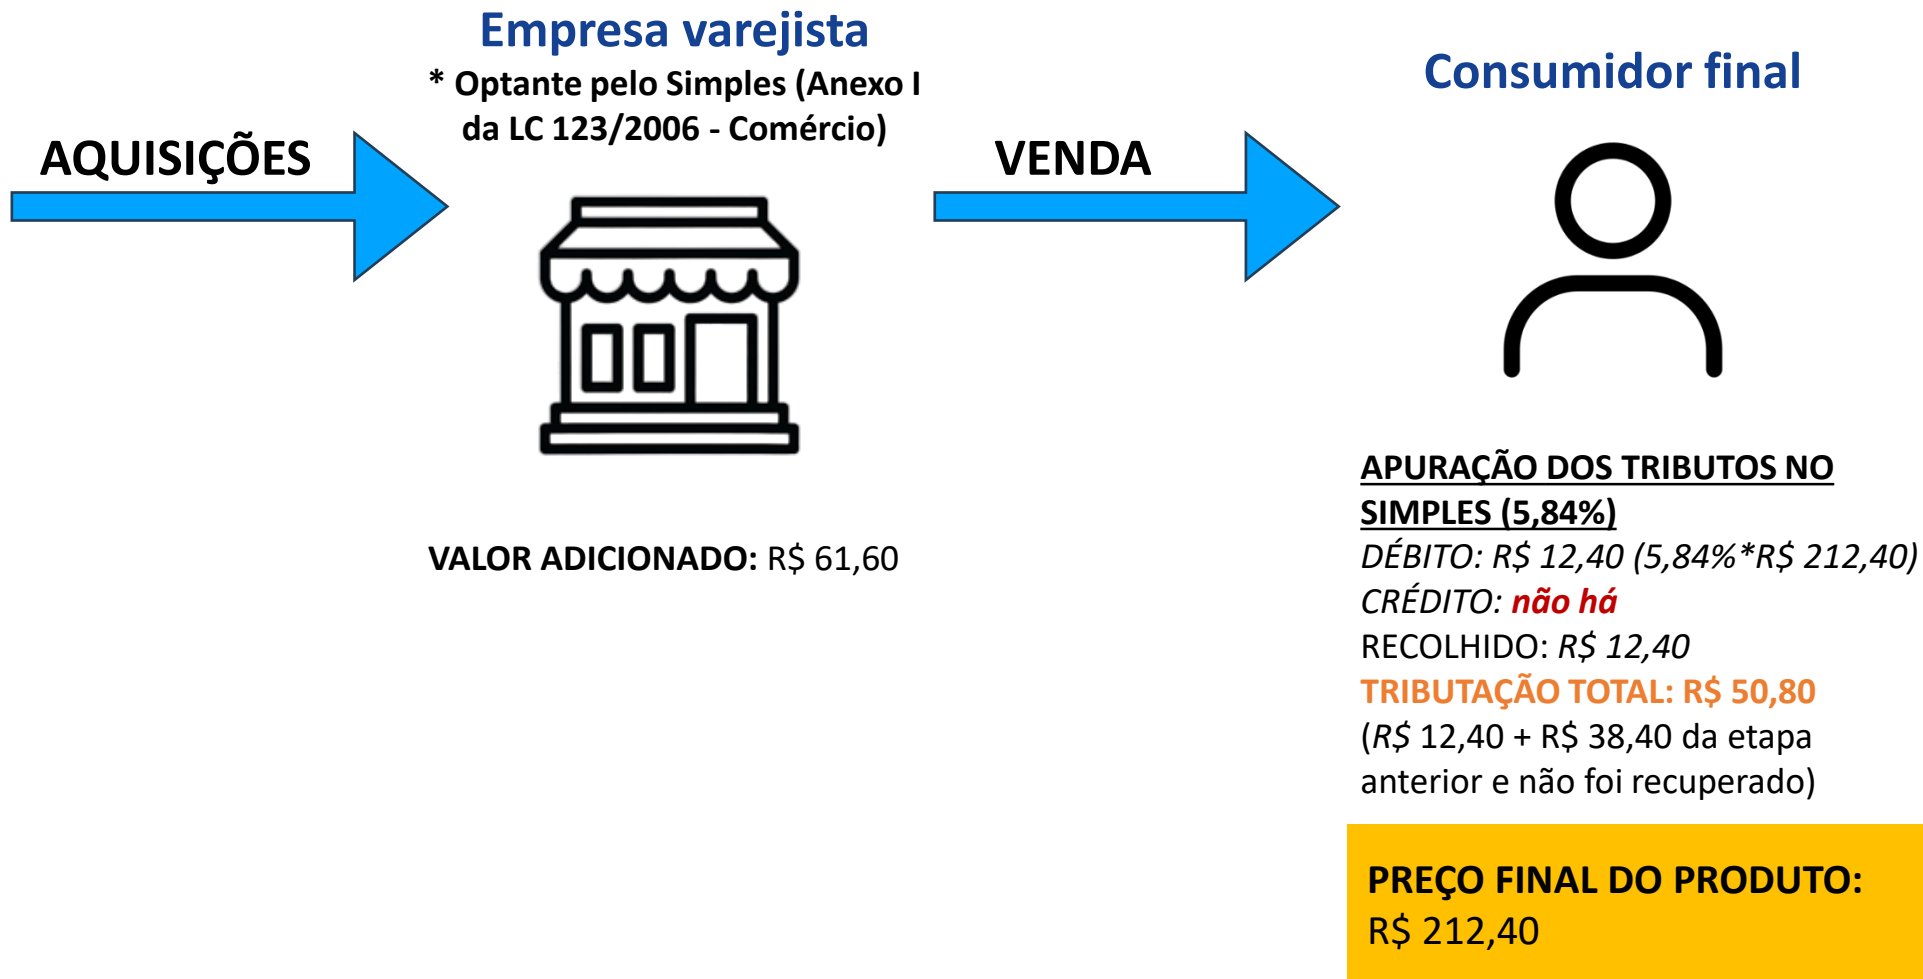 Empresa varejista
* Optante pelo Simples (Anexo I
da LC 123/2006 - Comércio)
Consumidor final
AQUISIÇÕES
VENDA
VALOR ADICIONADO: R$ 61,60
APURAÇÃO DOS TRIBUTOS NO
SIMPLES (5,84%)
DÉBITO: R$ 12,40 (5,84%*R$ 212,40)
CRÉDITO: não há
RECOLHIDO: R$ 12,40
TRIBUTAÇÃO TOTAL: R$ 50,80
(R$ 12,40 + R$ 38,40 da etapa
anterior e não foi recuperado)
PREÇO FINAL DO PRODUTO:
R$ 212,40